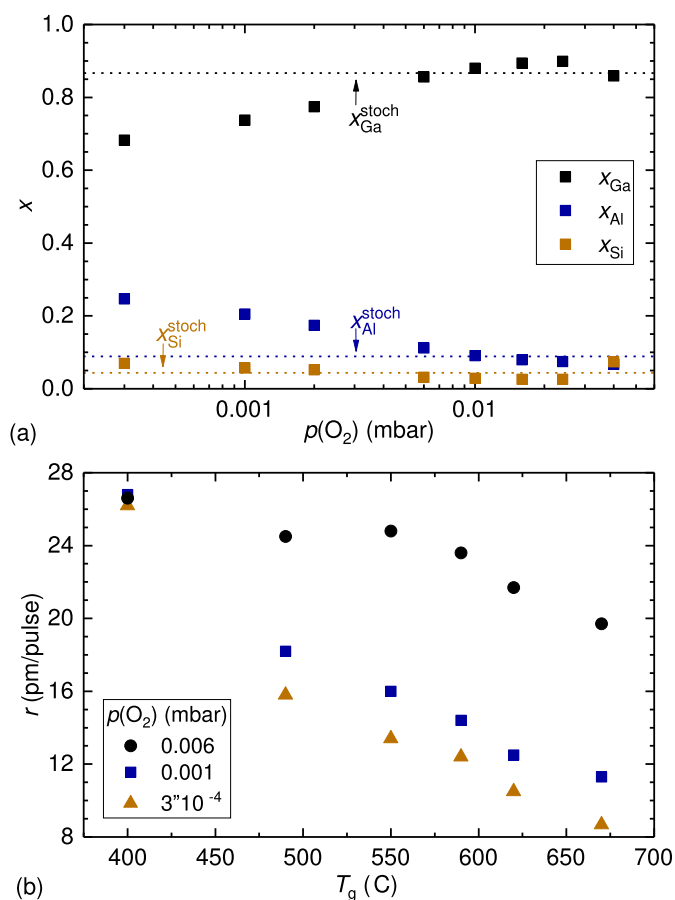 1.0
0.8
0.6
0.4
0.2
0.0
x
x_Ga^stoch
x_Ga
x_Al
x_Si
x_Si^stoch
x_Al^stoch
0.001 0.01
(a) p(O₂) (mbar)
28
24
20
16
12
8
r (pm/pulse)
p(O₂) (mbar)
0.006
0.001
3"10⁻⁴
400 450 500 550 600 650 700
(b) T_g (C)